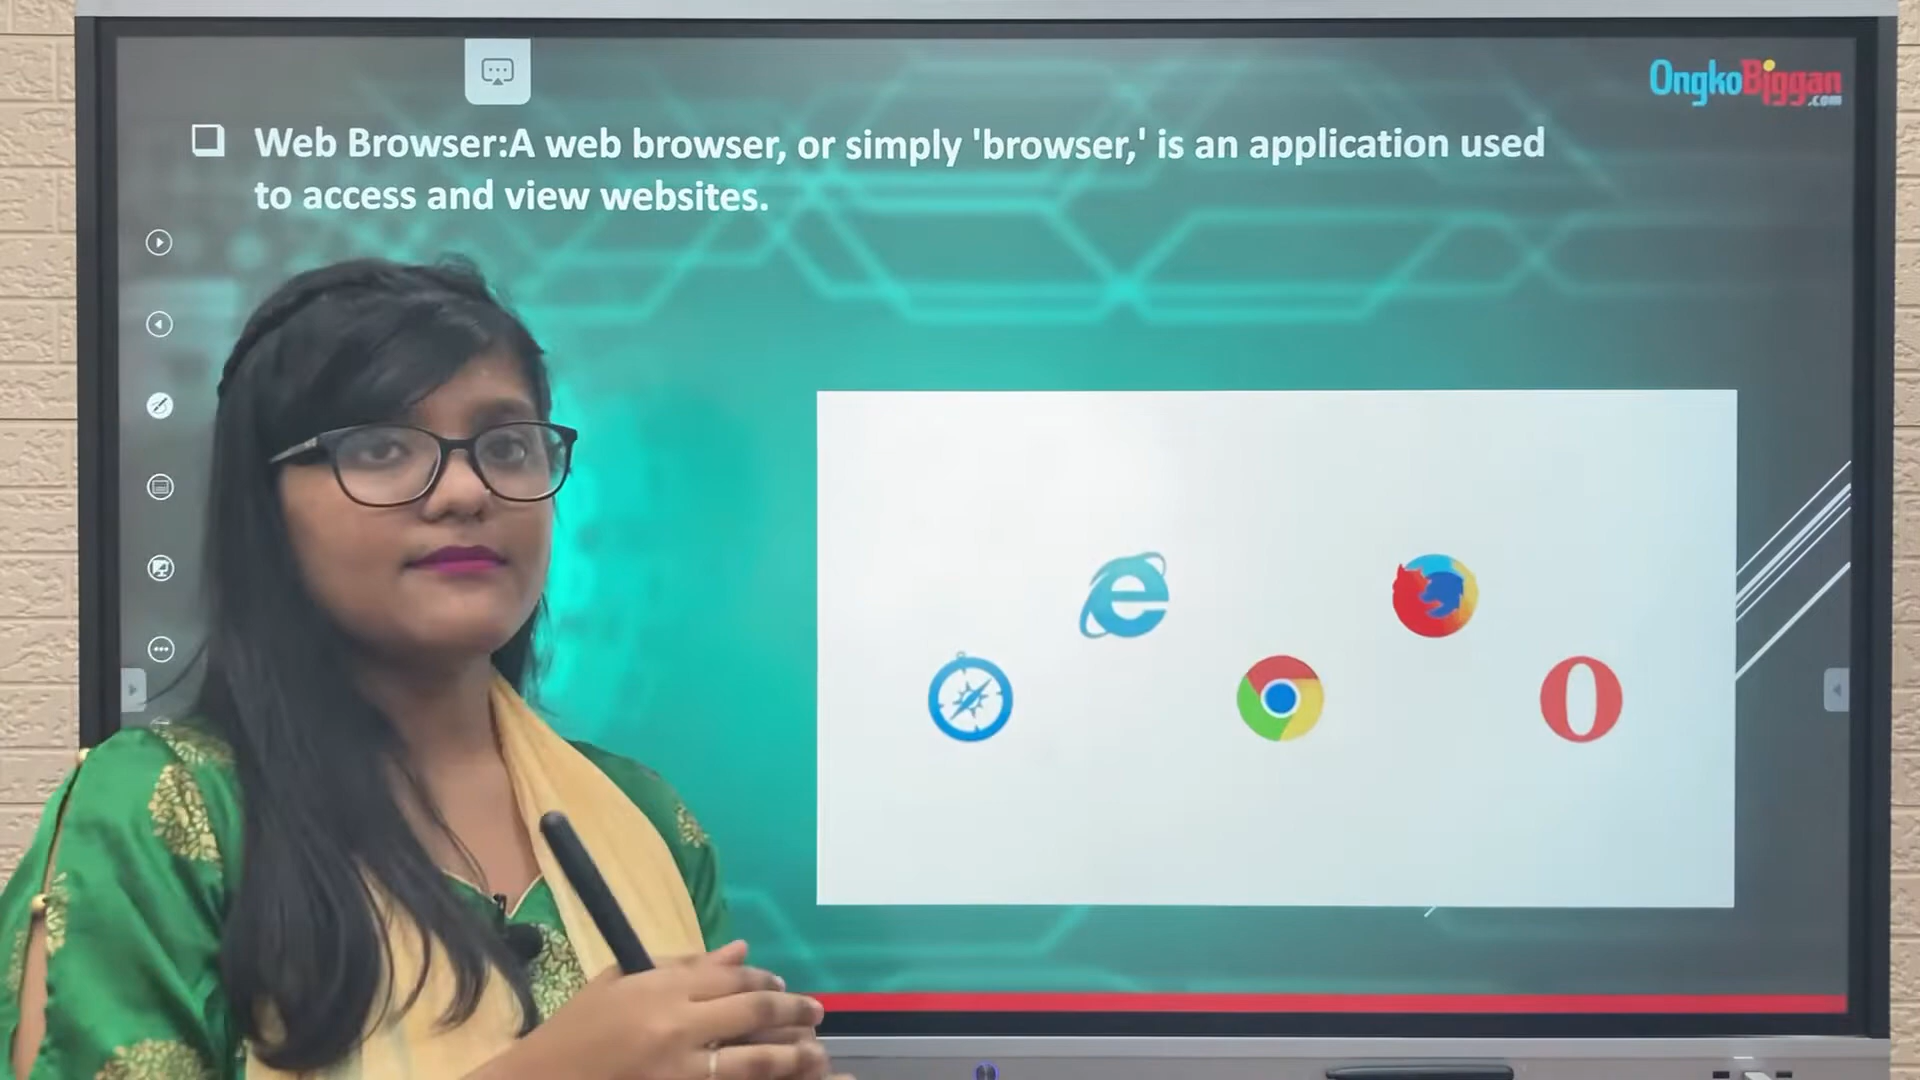 OngkoBiggan
.com
Web Browser:A web browser, or simply 'browser,' is an application used
to access and view websites.